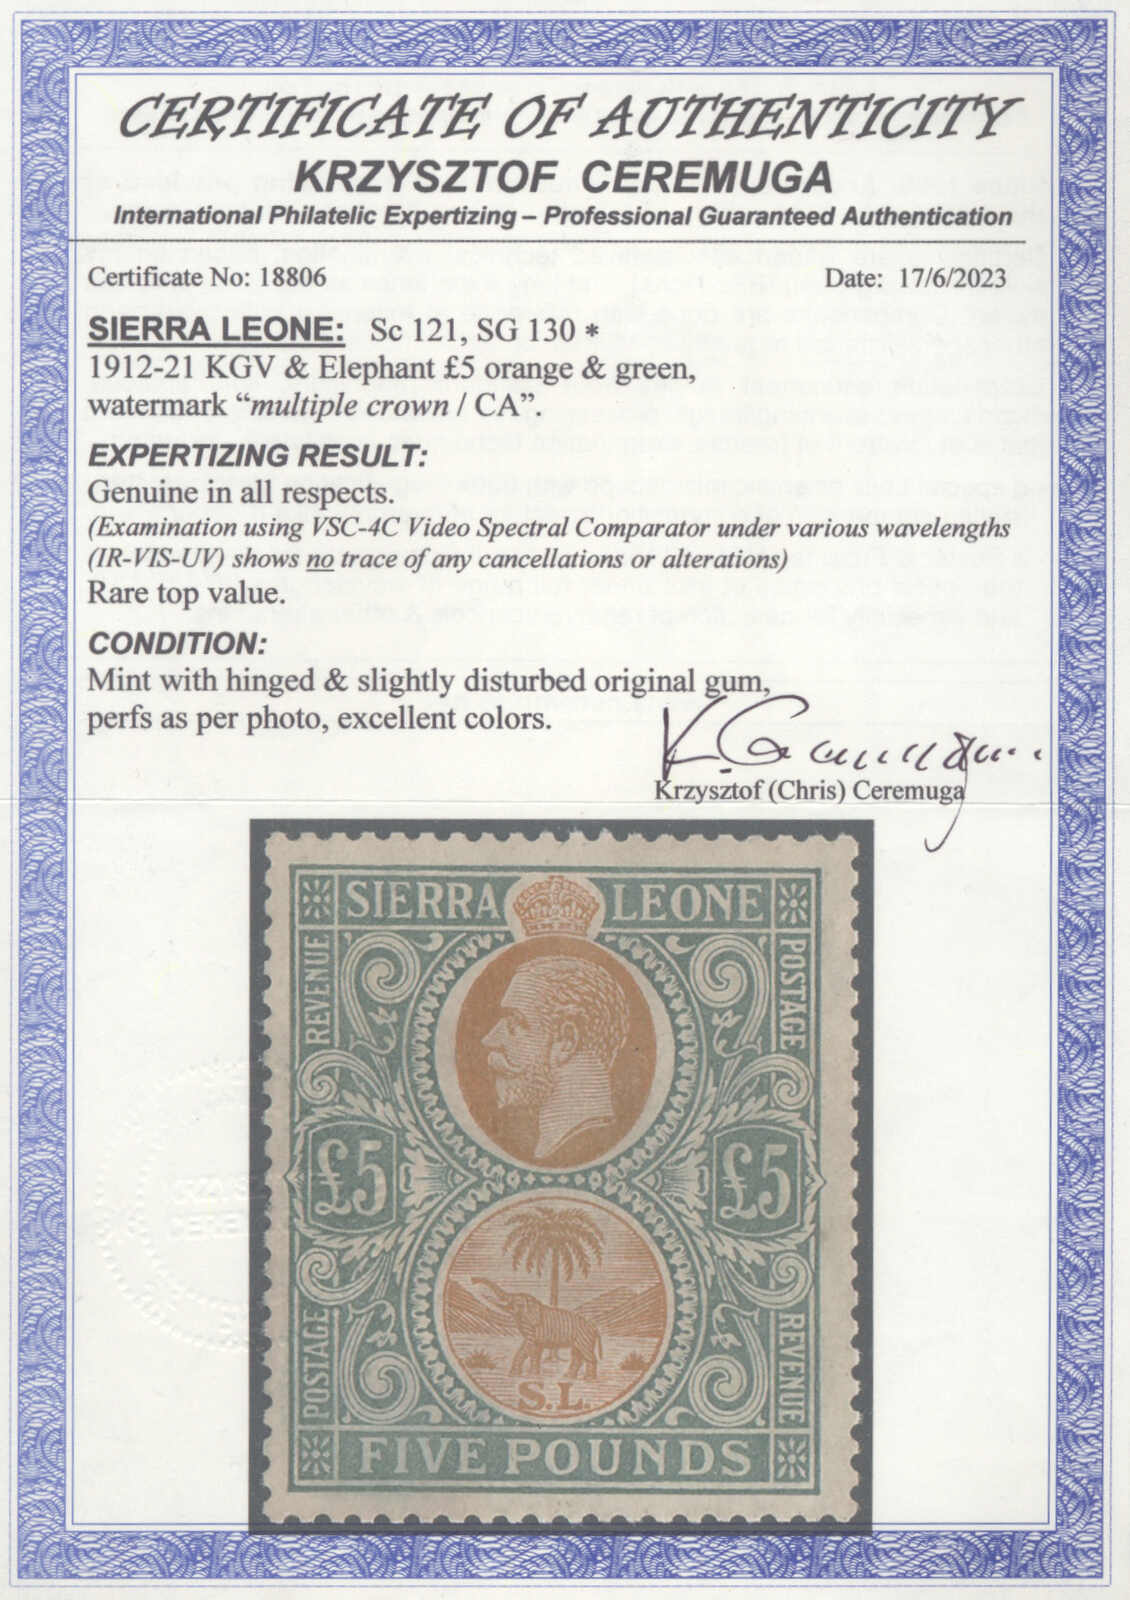 CERTIFICATE OF AUTHENTICITY
KRZYSZTOF CEREMUGA
International Philatelic Expertizing – Professional Guaranteed Authentication
Certificate No: 18806 Date: 17/6/2023
SIERRA LEONE: Sc 121, SG 130 *
1912-21 KGV & Elephant £5 orange & green,
watermark “multiple crown / CA”.
EXPERTIZING RESULT:
Genuine in all respects.
(Examination using VSC-4C Video Spectral Comparator under various wavelengths
(IR-VIS-UV) shows no trace of any cancellations or alterations)
Rare top value.
CONDITION:
Mint with hinged & slightly disturbed original gum,
perfs as per photo, excellent colors.
K. Ceremuga
Krzysztof (Chris) Ceremuga
SIERRA LEONE
REVENUE
POSTAGE
£5
£5
POSTAGE
REVENUE
S.L.
FIVE POUNDS